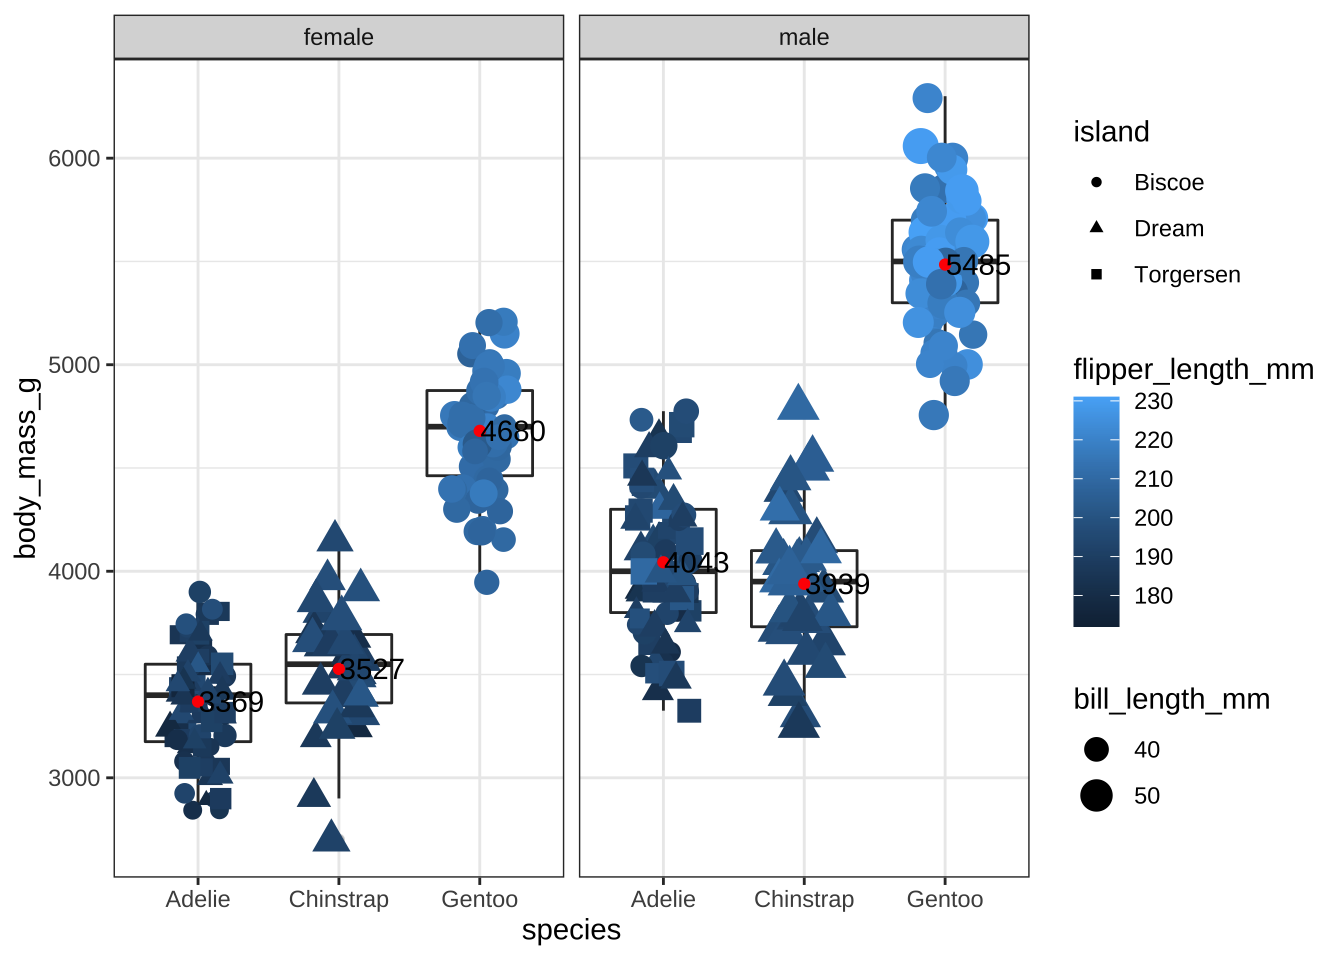 female
male
body_mass_g
6000
5000
4000
3000
3369
3527
4680
4043
3939
5485
Adelie
Chinstrap
Gentoo
Adelie
Chinstrap
Gentoo
species
island
Biscoe
Dream
Torgersen
flipper_length_mm
230
220
210
200
190
180
bill_length_mm
40
50